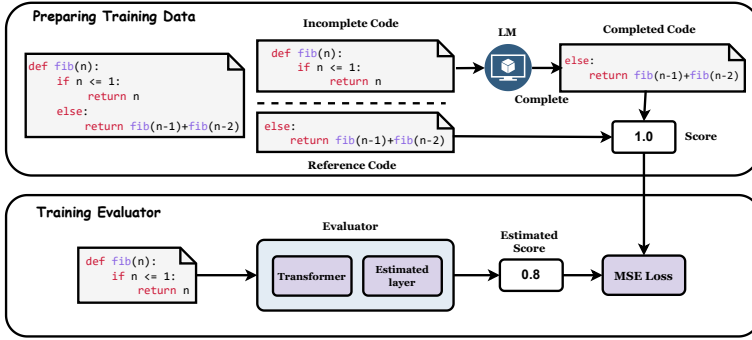 Preparing Training Data
Incomplete Code
LM
Completed Code
def fib(n):
if n <= 1:
return n
else:
return fib(n-1)+fib(n-2)
def fib(n):
if n <= 1:
return n
Complete
else:
return fib(n-1)+fib(n-2)
else:
return fib(n-1)+fib(n-2)
Reference Code
1.0
Score
Training Evaluator
Evaluator
Estimated
Score
def fib(n):
if n <= 1:
return n
Transformer
Estimated
layer
0.8
MSE Loss